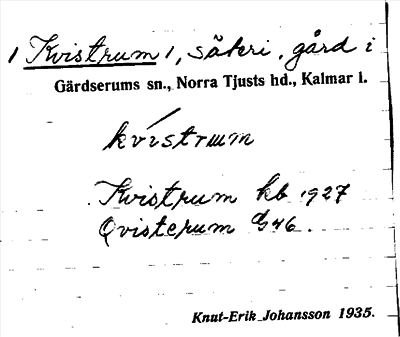 1 Kvistrum 1, säteri, gård i
Gärdserums sn., Norra Tjusts hd., Kalmar l.
kvistrum
Kvistrum kb 1927
Qvisterum G46.
Knut-Erik Johansson 1935.